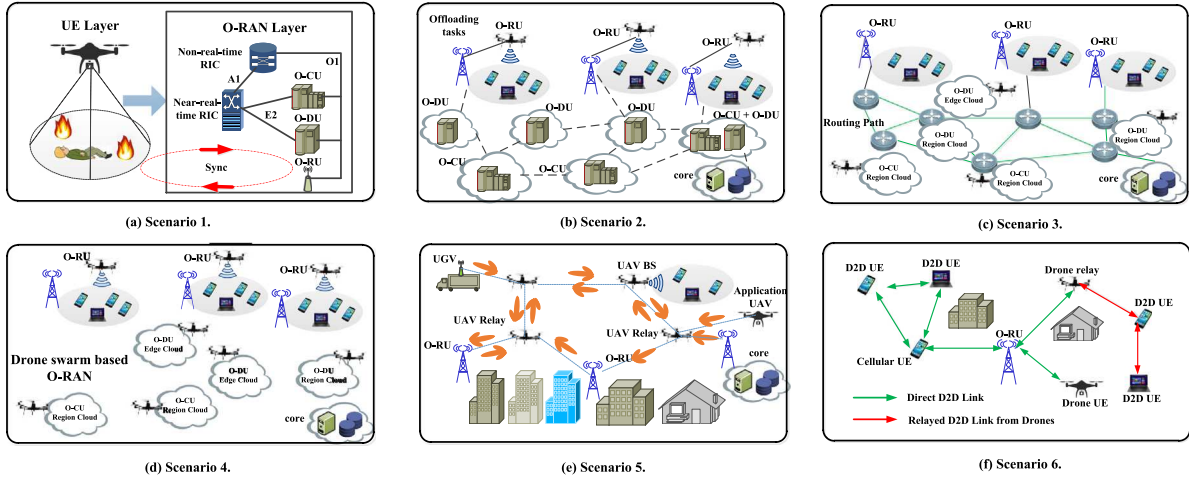 UE Layer
O-RAN Layer
Non-real-time
RIC
O1
A1
O-CU
Near-real-
time RIC
E2
O-DU
O-RU
Sync
(a) Scenario 1.
Offloading
tasks
O-RU
O-RU
O-RU
O-DU
O-DU
O-DU
O-CU + O-DU
O-CU
O-CU
core
(b) Scenario 2.
O-RU
O-RU
O-RU
O-DU
Edge Cloud
Routing Path
O-DU
Region Cloud
O-DU
Region Cloud
O-CU
Region Cloud
O-CU
Region Cloud
core
(c) Scenario 3.
O-RU
O-RU
O-RU
O-DU
Edge Cloud
Drone swarm based
O-RAN
O-DU
Edge Cloud
O-DU
Region Cloud
O-CU
Region Cloud
O-CU
Region Cloud
core
(d) Scenario 4.
UGV
UAV BS
Application
UAV
UAV Relay
UAV Relay
O-RU
O-RU
core
(e) Scenario 5.
D2D UE
D2D UE
Drone relay
D2D UE
O-RU
Cellular UE
Drone UE
D2D UE
Direct D2D Link
Relayed D2D Link from Drones
(f) Scenario 6.